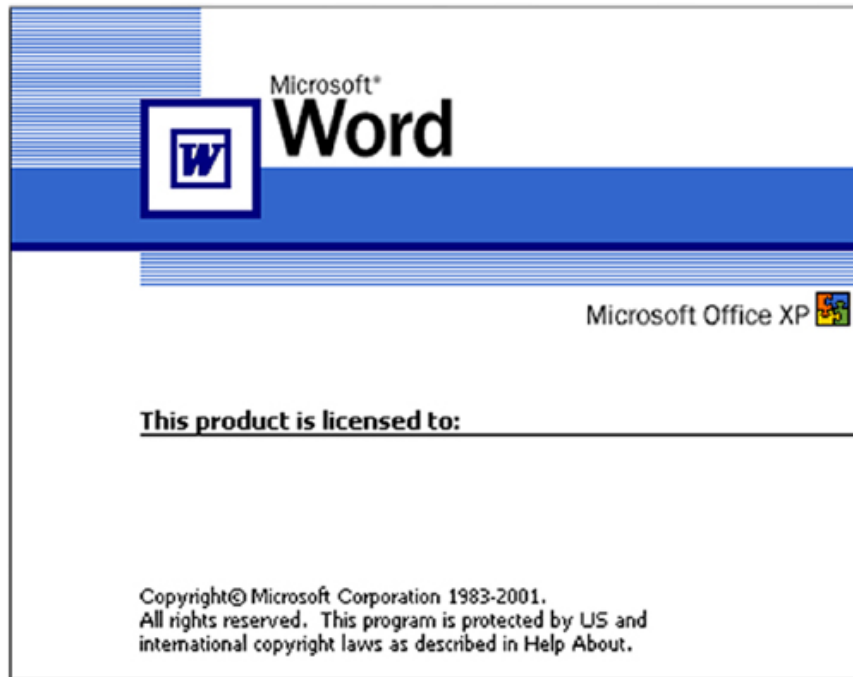 Microsoft®
Word
W
Microsoft Office XP
This product is licensed to:
Copyright© Microsoft Corporation 1983-2001.
All rights reserved.  This program is protected by US and
international copyright laws as described in Help About.